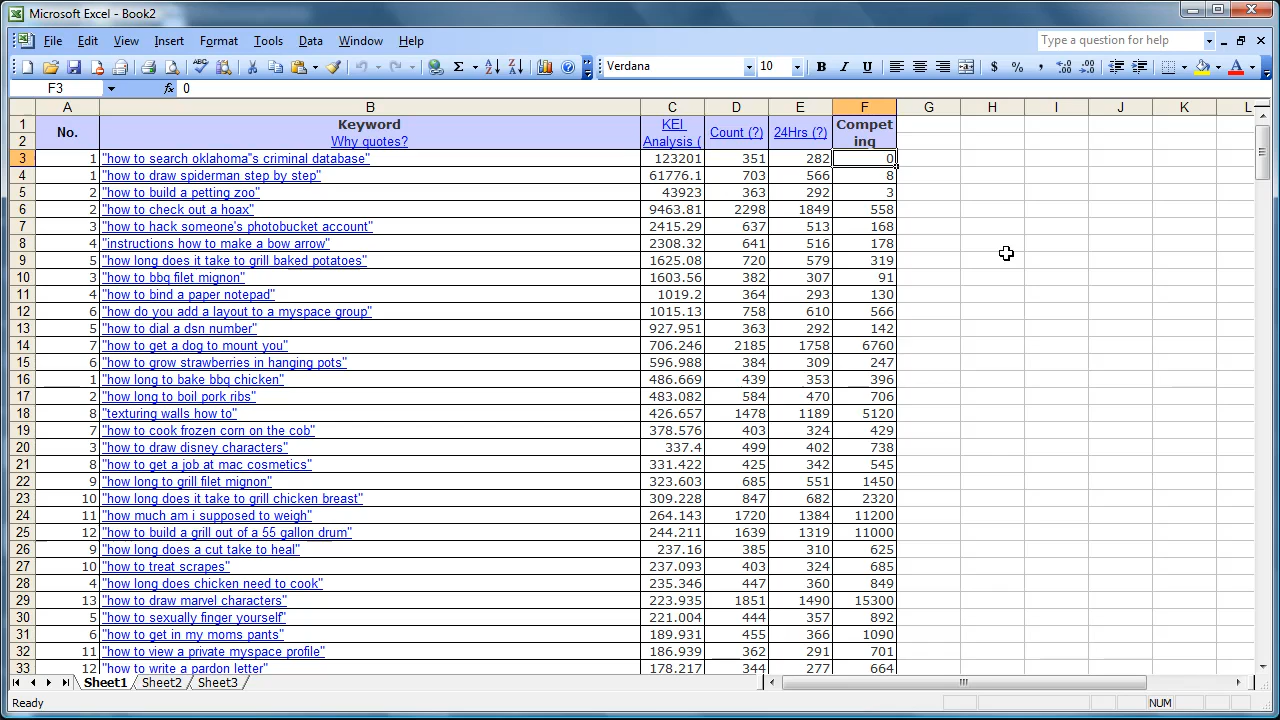 Microsoft Excel - Book2
File Edit View Insert Format Tools Data Window Help
Type a question for help
Verdana 10 B I U $ % ,
F3 fx 0
A B C D E F G H I J K L
1 No. Keyword KEI Count (?) 24Hrs (?) Compet
2 Why quotes? Analysis ( ing
3 1 "how to search oklahoma"s criminal database" 123201 351 282 0
4 1 "how to draw spiderman step by step" 61776.1 703 566 8
5 2 "how to build a petting zoo" 43923 363 292 3
6 2 "how to check out a hoax" 9463.81 2298 1849 558
7 3 "how to hack someone's photobucket account" 2415.29 637 513 168
8 4 "instructions how to make a bow arrow" 2308.32 641 516 178
9 5 "how long does it take to grill baked potatoes" 1625.08 720 579 319
10 3 "how to bbq filet mignon" 1603.56 382 307 91
11 4 "how to bind a paper notepad" 1019.2 364 293 130
12 6 "how do you add a layout to a myspace group" 1015.13 758 610 566
13 5 "how to dial a dsn number" 927.951 363 292 142
14 7 "how to get a dog to mount you" 706.246 2185 1758 6760
15 6 "how to grow strawberries in hanging pots" 596.988 384 309 247
16 1 "how long to bake bbq chicken" 486.669 439 353 396
17 2 "how long to boil pork ribs" 483.082 584 470 706
18 8 "texturing walls how to" 426.657 1478 1189 5120
19 7 "how to cook frozen corn on the cob" 378.576 403 324 429
20 3 "how to draw disney characters" 337.4 499 402 738
21 8 "how to get a job at mac cosmetics" 331.422 425 342 545
22 9 "how long to grill filet mignon" 323.603 685 551 1450
23 10 "how long does it take to grill chicken breast" 309.228 847 682 2320
24 11 "how much am i supposed to weigh" 264.143 1720 1384 11200
25 12 "how to build a grill out of a 55 gallon drum" 244.211 1639 1319 11000
26 9 "how long does a cut take to heal" 237.16 385 310 625
27 10 "how to treat scrapes" 237.093 403 324 685
28 4 "how long does chicken need to cook" 235.346 447 360 849
29 13 "how to draw marvel characters" 223.935 1851 1490 15300
30 5 "how to sexually finger yourself" 221.004 444 357 892
31 6 "how to get in my moms pants" 189.931 455 366 1090
32 11 "how to view a private myspace profile" 186.939 362 291 701
33 12 "how to write a pardon letter" 178.217 344 277 664
Sheet1 Sheet2 Sheet3
Ready NUM